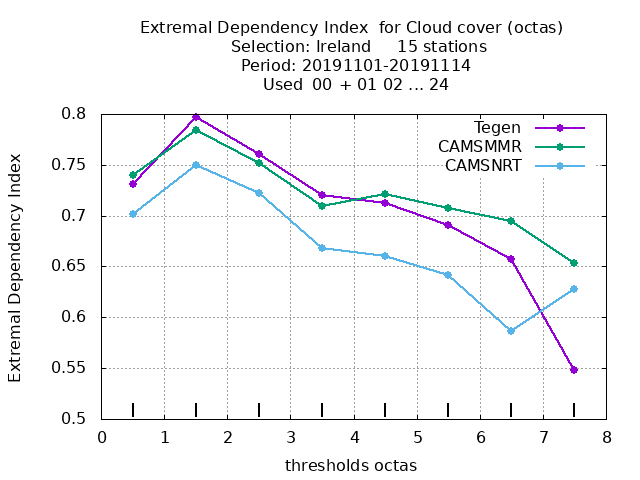 Extremal Dependency Index  for Cloud cover (octas)
Selection: Ireland     15 stations
Period: 20191101-20191114
Used  00  + 01 02 ... 24
Tegen
CAMSMMR
CAMSNRT
Extremal Dependency Index
0.8
0.75
0.7
0.65
0.6
0.55
0.5
0 1 2 3 4 5 6 7 8
thresholds octas